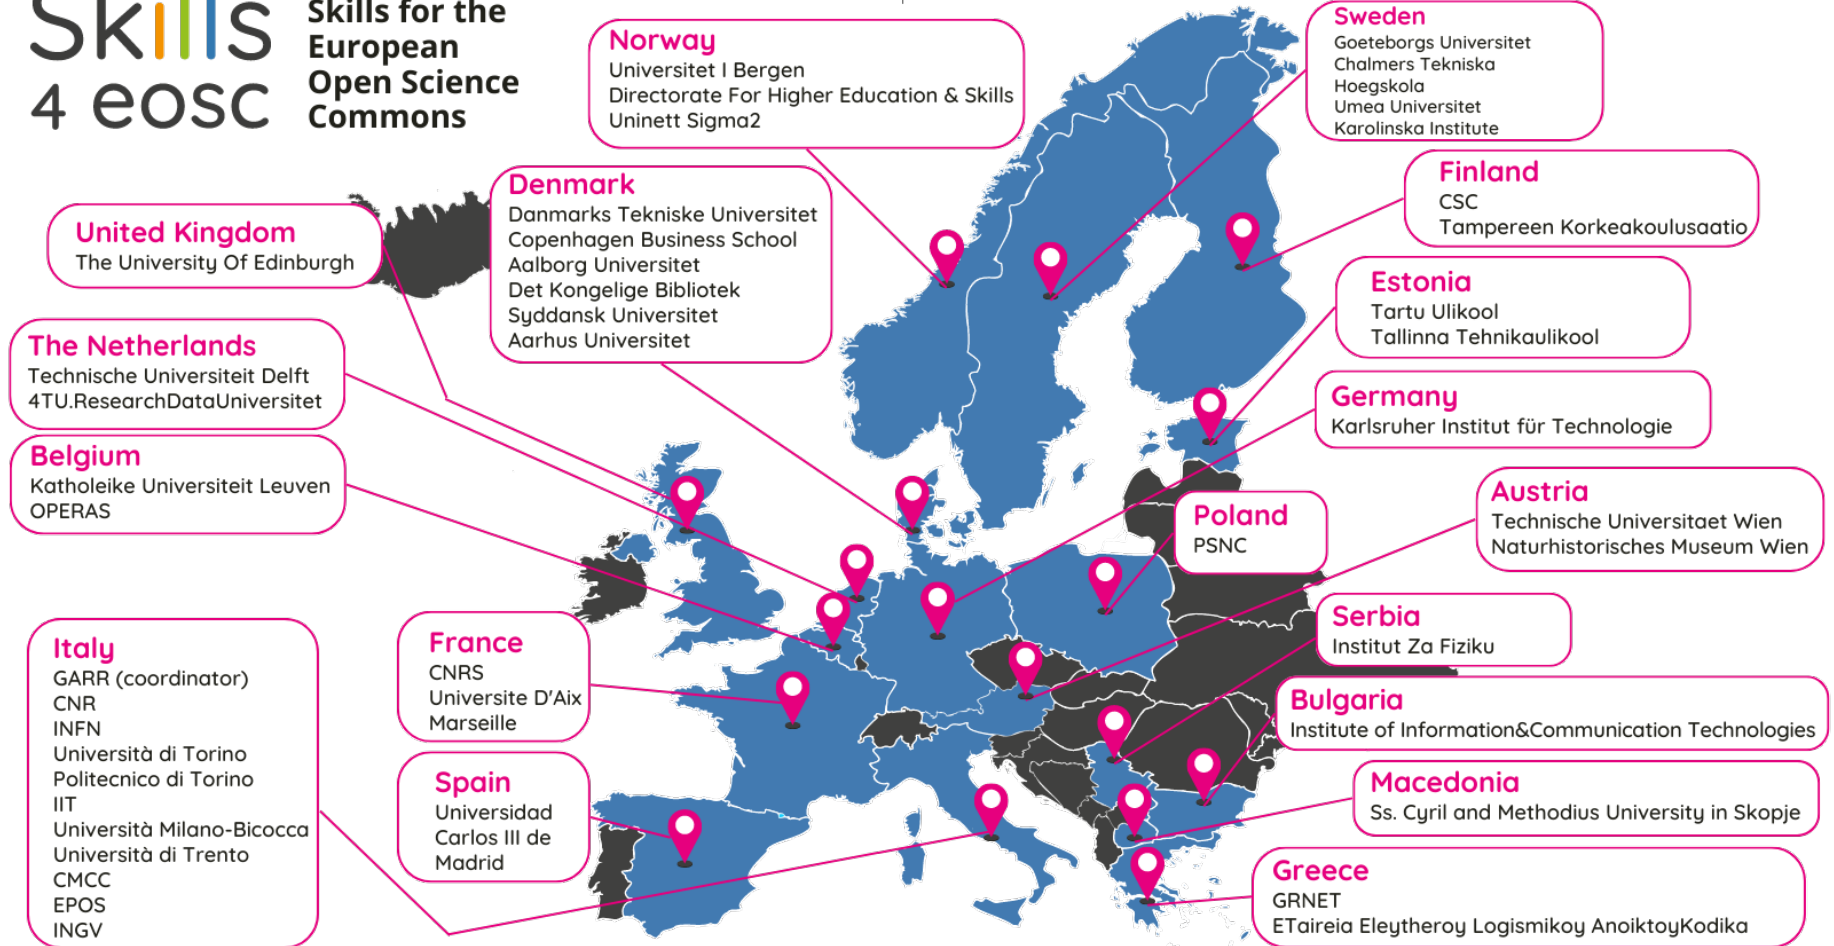 Skills
4 eosc
Skills for the
European
Open Science
Commons
Norway
Universitet I Bergen
Directorate For Higher Education & Skills
Uninett Sigma2
Sweden
Goeteborgs Universitet
Chalmers Tekniska
Hoegskola
Umea Universitet
Karolinska Institute
Denmark
Danmarks Tekniske Universitet
Copenhagen Business School
Aalborg Universitet
Det Kongelige Bibliotek
Syddansk Universitet
Aarhus Universitet
Finland
CSC
Tampereen Korkeakoulusaatio
United Kingdom
The University Of Edinburgh
Estonia
Tartu Ulikool
Tallinna Tehnikaulikool
The Netherlands
Technische Universiteit Delft
4TU.ResearchDataUniversitet
Germany
Karlsruher Institut für Technologie
Belgium
Katholeike Universiteit Leuven
OPERAS
Austria
Technische Universitaet Wien
Naturhistorisches Museum Wien
Poland
PSNC
Serbia
Institut Za Fiziku
Italy
GARR (coordinator)
CNR
INFN
Università di Torino
Politecnico di Torino
IIT
Università Milano-Bicocca
Università di Trento
CMCC
EPOS
INGV
France
CNRS
Universite D'Aix
Marseille
Bulgaria
Institute of Information&Communication Technologies
Spain
Universidad
Carlos III de
Madrid
Macedonia
Ss. Cyril and Methodius University in Skopje
Greece
GRNET
ETaireia Eleytheroy Logismikoy AnoiktoyKodika